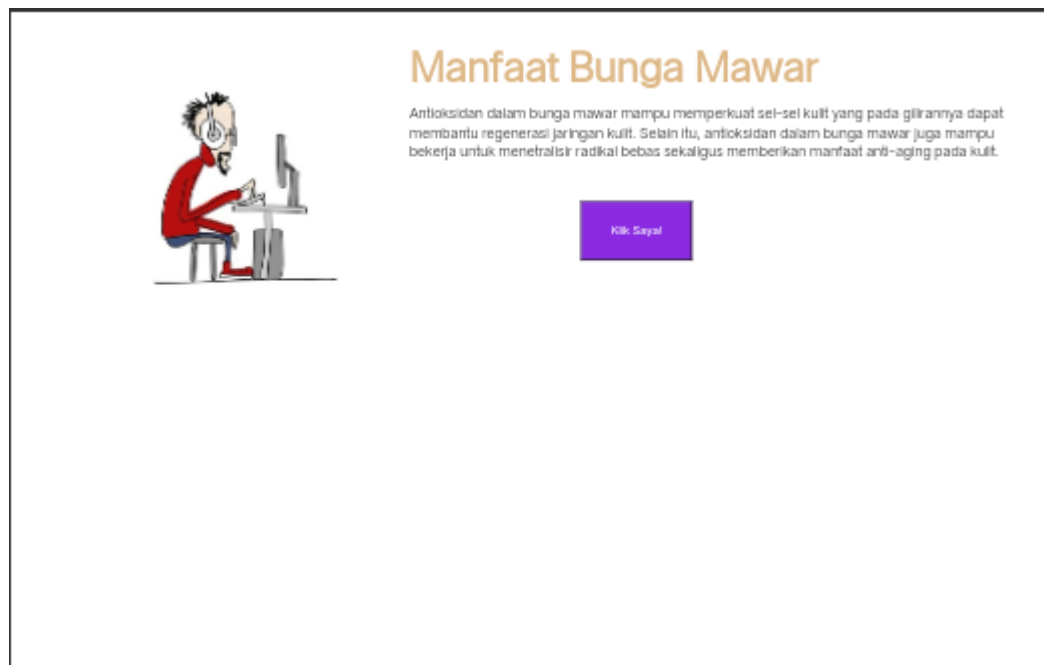 Manfaat Bunga Mawar
Antioksidan dalam bunga mawar mampu memperkuat sel-sel kulit yang pada gilirannya dapat
membantu regenerasi jaringan kulit. Selain itu, antioksidan dalam bunga mawar juga mampu
bekerja untuk menetralisir radikal bebas sekaligus memberikan manfaat anti-aging pada kulit.
Klik Saya!